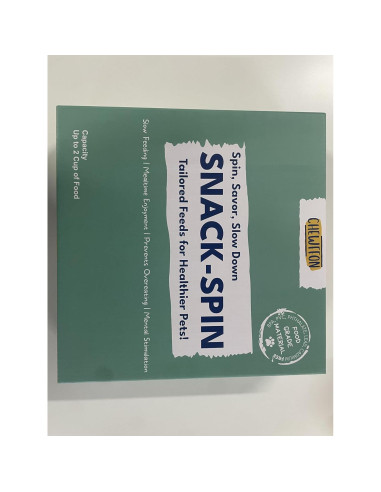 CHEWITON
Spin, Savor, Slow Down
SNACK-SPIN
Tailored Feeds for Healthier Pets!
Slow Feeding | Mealtime Enjoyment | Prevents Overeating | Mental Stimulation
Capacity
Up to 2 Cup of Food
FOOD
GRADE
MATERIAL